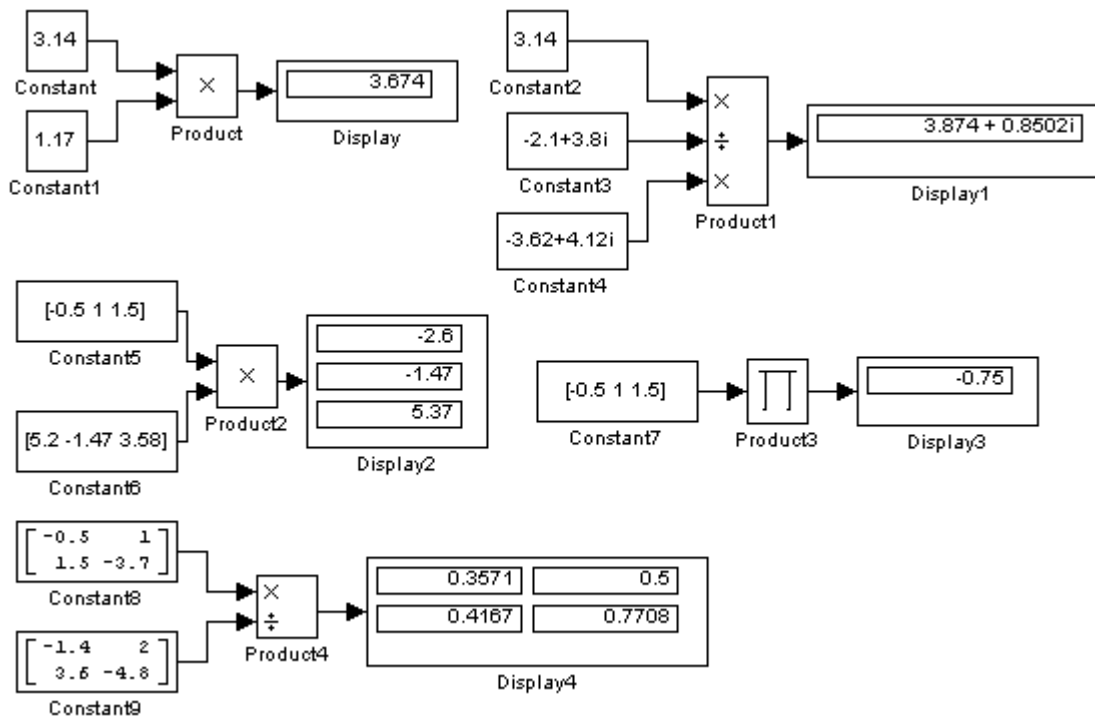 3.14
Constant
1.17
Constant1
×
Product
3.674
Display
3.14
Constant2
-2.1+3.8i
Constant3
-3.62+4.12i
Constant4
×
÷
×
Product1
3.874 + 0.8502i
Display1
[-0.5 1 1.5]
Constant5
[5.2 -1.47 3.58]
Constant6
×
Product2
-2.6
-1.47
5.37
Display2
[-0.5 1 1.5]
Constant7
Product3
-0.75
Display3
-0.5 1
1.5 -3.7
Constant8
-1.4 2
3.6 -4.8
Constant9
×
÷
Product4
0.3571 0.5
0.4167 0.7708
Display4